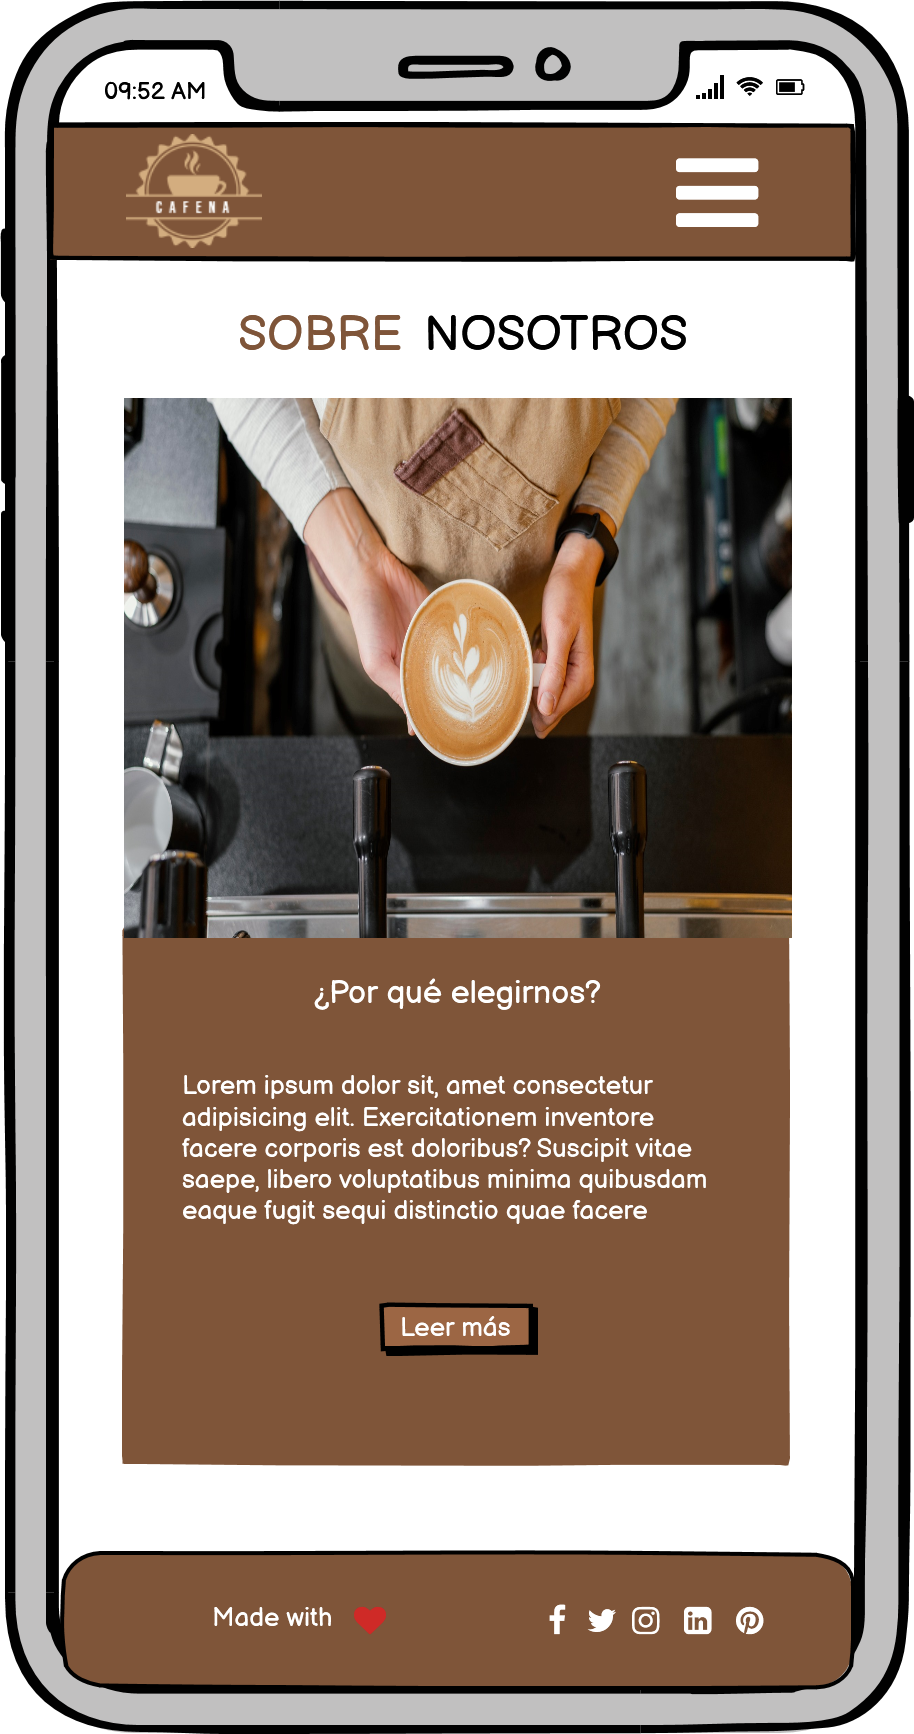 09:52 AM
CAFENA
SOBRE NOSOTROS
¿Por qué elegirnos?
Lorem ipsum dolor sit, amet consectetur
adipisicing elit. Exercitationem inventore
facere corporis est doloribus? Suscipit vitae
saepe, libero voluptatibus minima quibusdam
eaque fugit sequi distinctio quae facere
Leer más
Made with